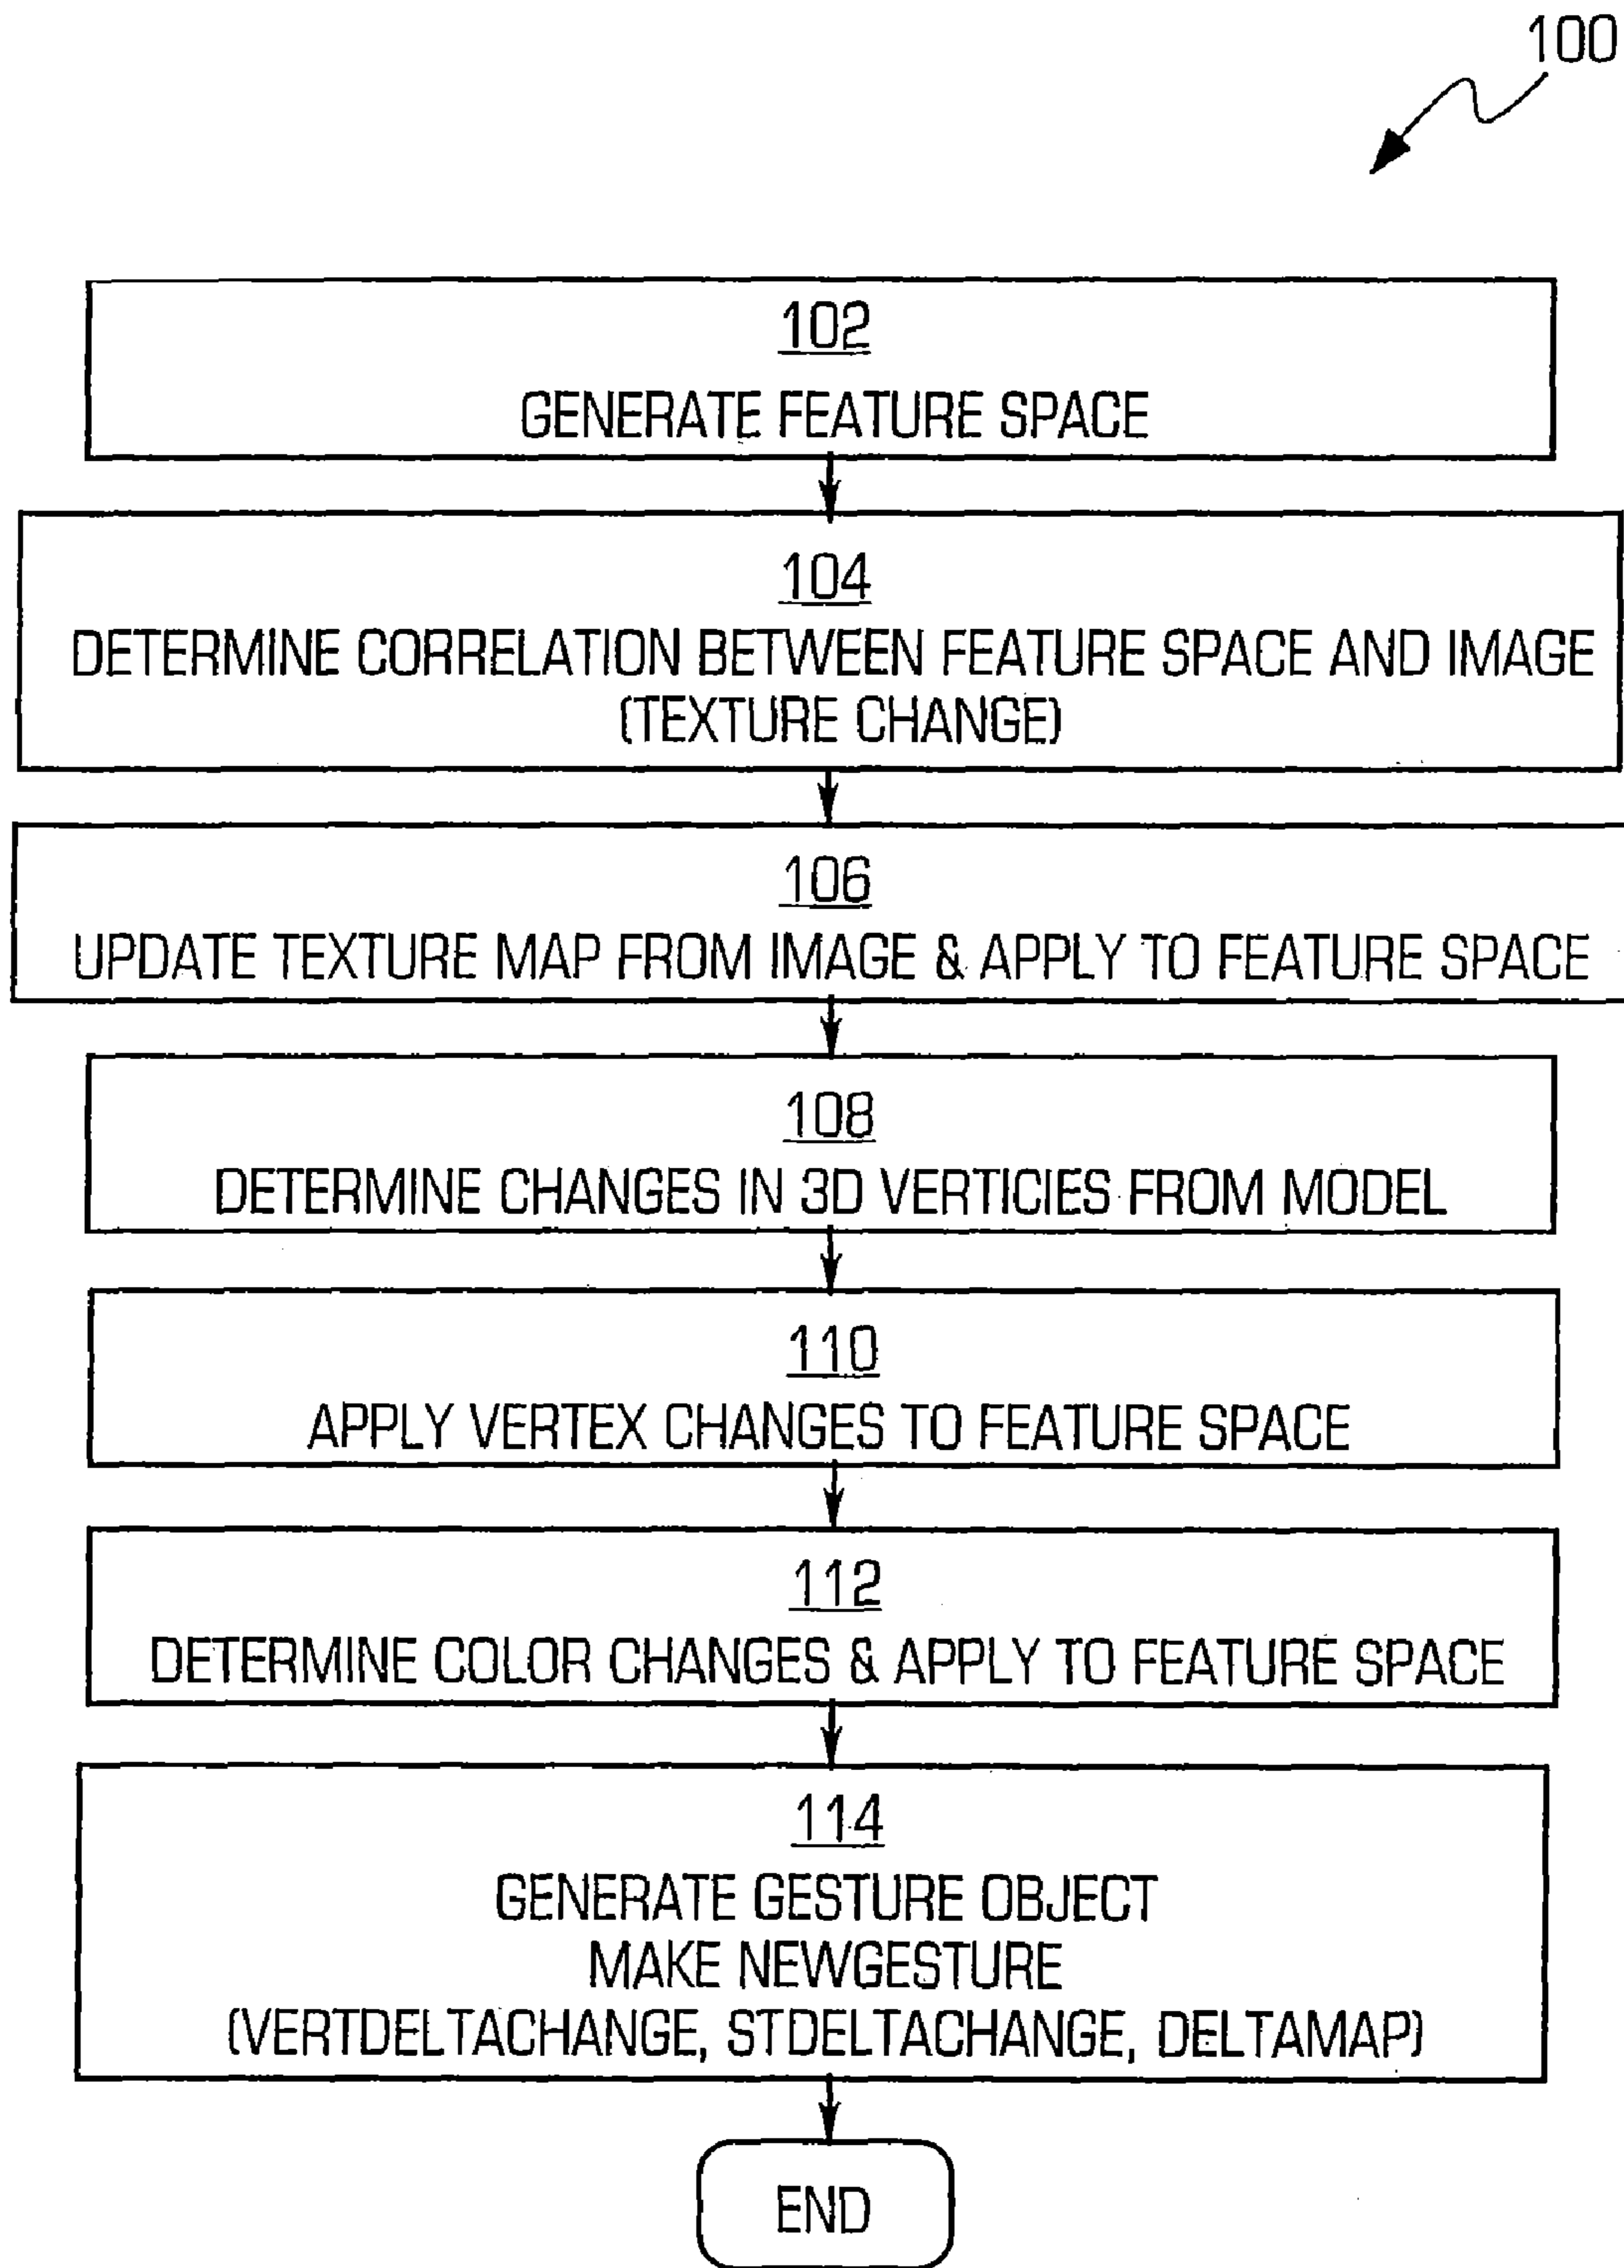 100
102
GENERATE FEATURE SPACE
104
DETERMINE CORRELATION BETWEEN FEATURE SPACE AND IMAGE
(TEXTURE CHANGE)
106
UPDATE TEXTURE MAP FROM IMAGE & APPLY TO FEATURE SPACE
108
DETERMINE CHANGES IN 3D VERTICIES FROM MODEL
110
APPLY VERTEX CHANGES TO FEATURE SPACE
112
DETERMINE COLOR CHANGES & APPLY TO FEATURE SPACE
114
GENERATE GESTURE OBJECT
MAKE NEWGESTURE
(VERTDELTACHANGE, STDELTACHANGE, DELTAMAP)
END